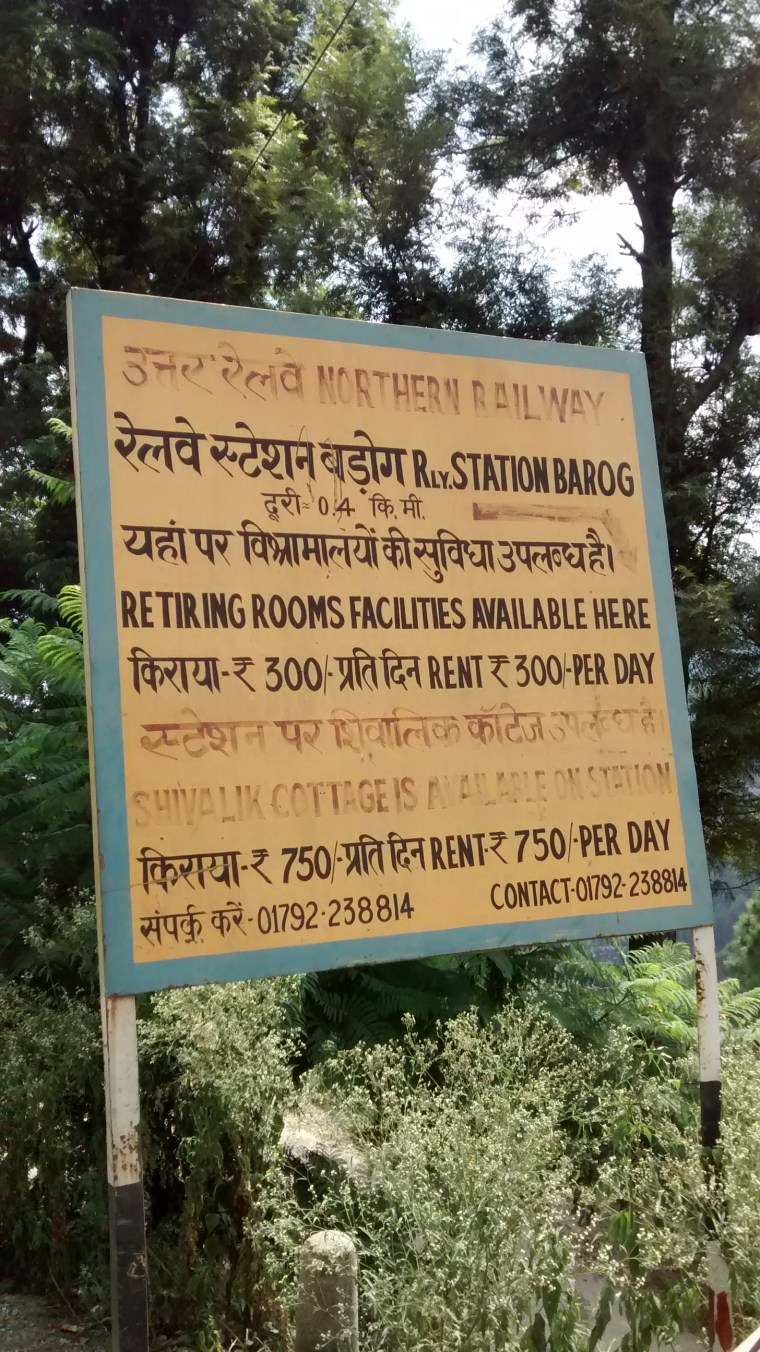 उत्तर रेलवे NORTHERN RAILWAY
रेलवे स्टेशन बड़ोग RLY. STATION BAROG
दूरी= 0.4 कि.मी.
यहां पर विश्रामालयों की सुविधा उपलब्ध है।
RETIRING ROOMS FACILITIES AVAILABLE HERE
किराया-₹ 300/-प्रति दिन RENT ₹ 300/-PER DAY
स्टेशन पर शिवालिक कॉटेज उपलब्ध है।
SHIVALIK COTTAGE IS AVAILABLE ON STATION
किराया-₹ 750/-प्रति दिन RENT-₹ 750/-PER DAY
संपर्क करें-01792-238814 CONTACT-01792-238814